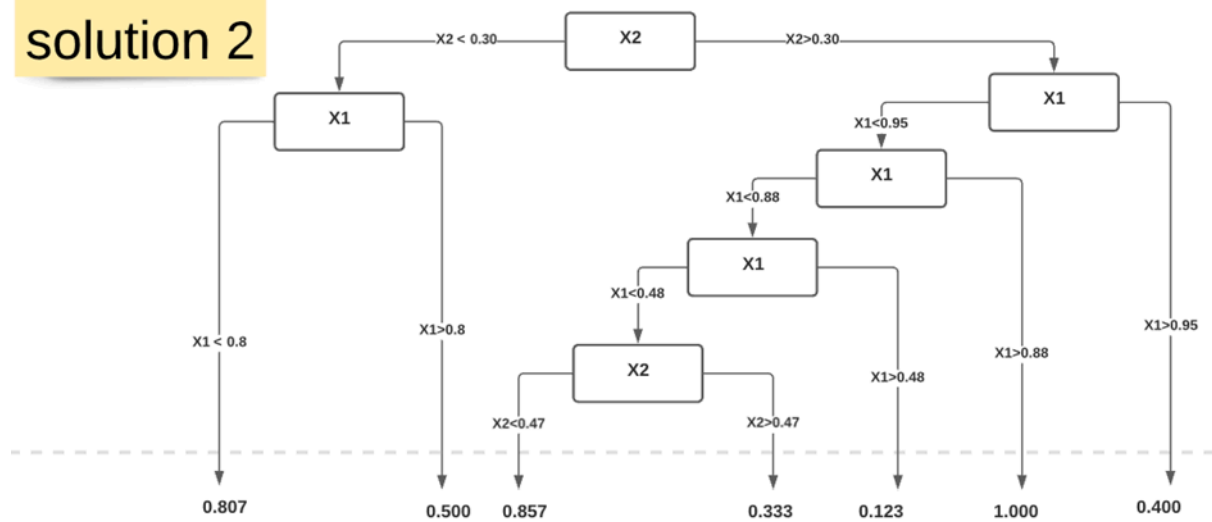 solution 2
X2
X2 < 0.30
X2>0.30
X1
X1
X1<0.95
X1
X1<0.88
X1
X1<0.48
X1>0.95
X1>0.8
X1 < 0.8
X1>0.88
X2
X1>0.48
X2<0.47
X2>0.47
0.807
0.500
0.857
0.333
0.123
1.000
0.400